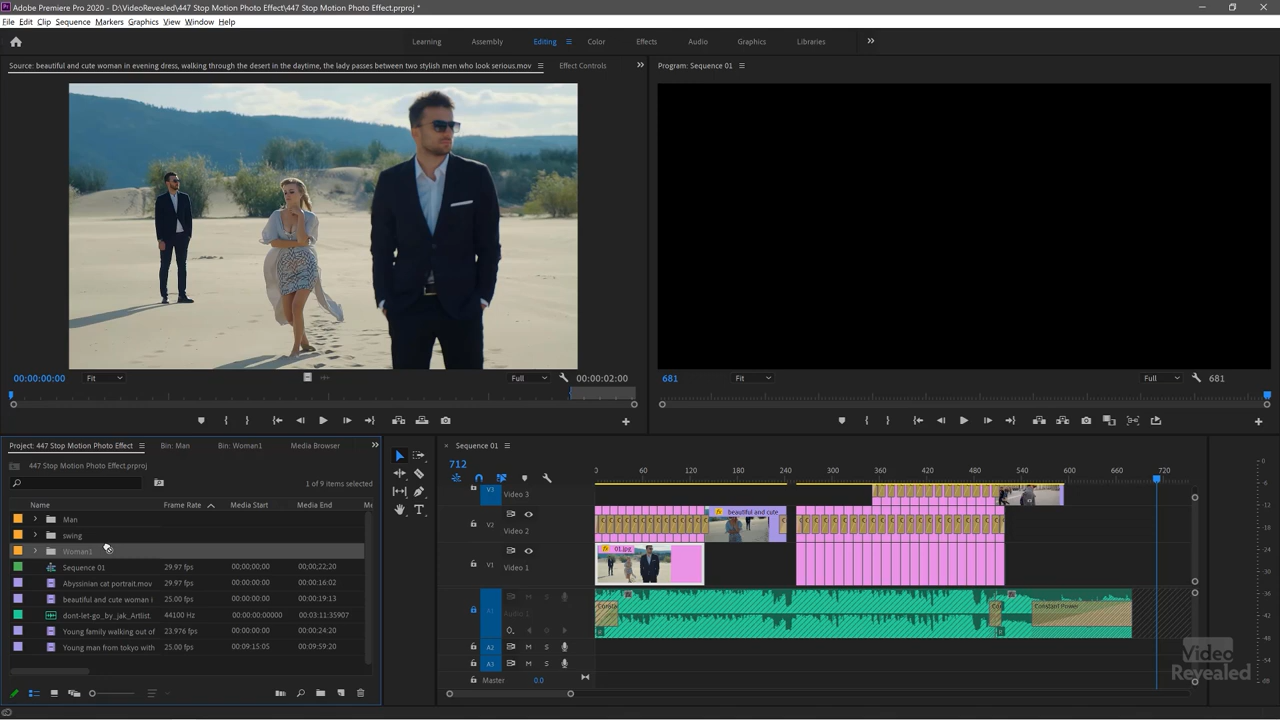 Adobe Premiere Pro 2020 - D:\VideoRevealed\447 Stop Motion Photo Effect\447 Stop Motion Photo Effect.prproj *
File Edit Clip Sequence Markers Graphics View Window Help
Learning Assembly Editing Color Effects Audio Graphics Libraries
Source: beautiful and cute woman in evening dress, walking through the desert in the daytime, the lady passes between two stylish men who look serious.mov Effect Controls
Program: Sequence 01
00:00:00:00 Fit Full 00:00:02:00
681 Fit Full 681
Project: 447 Stop Motion Photo Effect Bin: Man Bin: Woman1 Media Browser
447 Stop Motion Photo Effect.prproj
1 of 9 items selected
Name Frame Rate Media Start Media End Me
Man
swing
Woman1
Sequence 01 29.97 fps 00;00;00;00 00;00;22;20
Abyssinian cat portrait.mov 29.97 fps 00:00:00:00 00:00:16:02
beautiful and cute woman i 25.00 fps 00:00:00:00 00:00:19:13
dont-let-go_by_jak_Artlist. 44100 Hz 00:00:00:00000 00:03:11:35907
Young family walking out of 23.976 fps 00:00:00:00 00:00:24:20
Young man from tokyo with 25.00 fps 00:09:15:05 00:09:59:20
Sequence 01
712
0 60 120 180 240 300 360 420 480 540 600 660 720
V3 Video 3
V2 Video 2
fx beautiful and cute
V1 Video 1
fx 01.jpg
A1 M S
Audio 1
Consta Con Constant Power
A2 M S
A3 M S
Master 0.0
0
-6
Video
Revealed